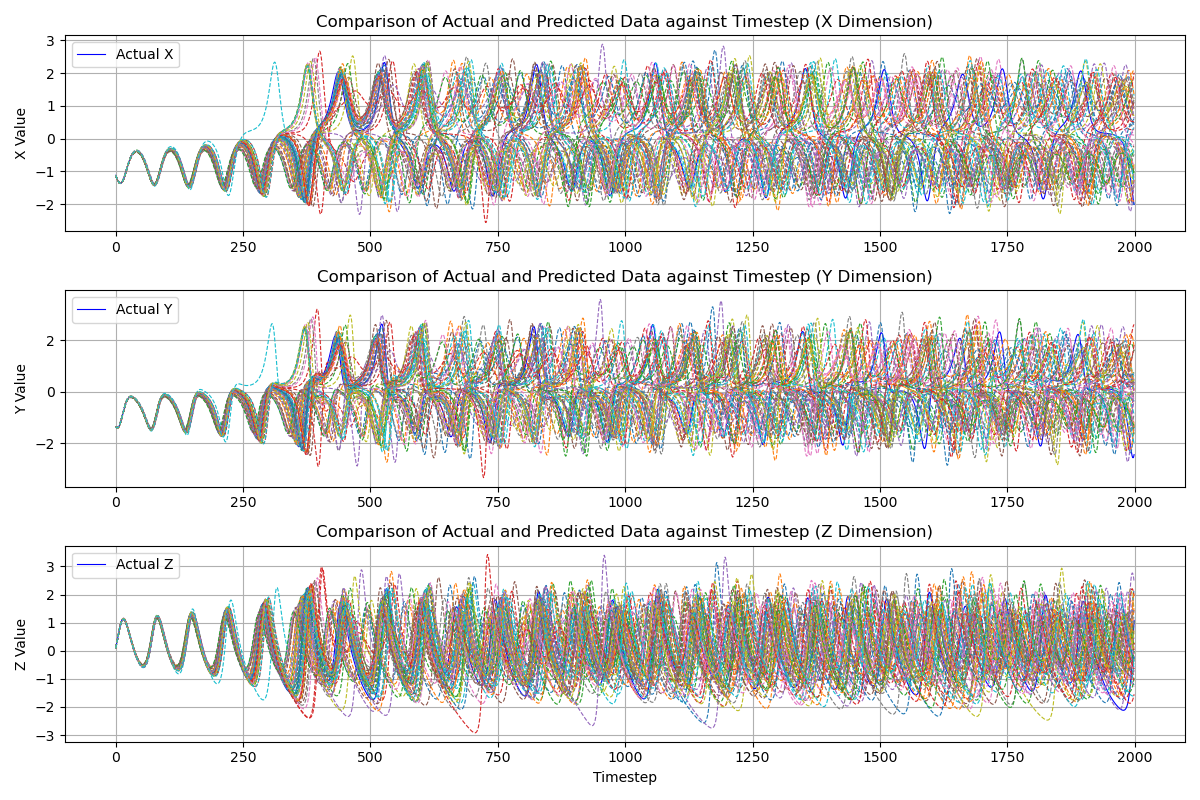 Comparison of Actual and Predicted Data against Timestep (X Dimension)
3
2
1
0
−1
−2
X Value
Actual X
0 250 500 750 1000 1250 1500 1750 2000
Comparison of Actual and Predicted Data against Timestep (Y Dimension)
2
0
−2
Y Value
Actual Y
0 250 500 750 1000 1250 1500 1750 2000
Comparison of Actual and Predicted Data against Timestep (Z Dimension)
3
2
1
0
−1
−2
−3
Z Value
Actual Z
0 250 500 750 1000 1250 1500 1750 2000
Timestep